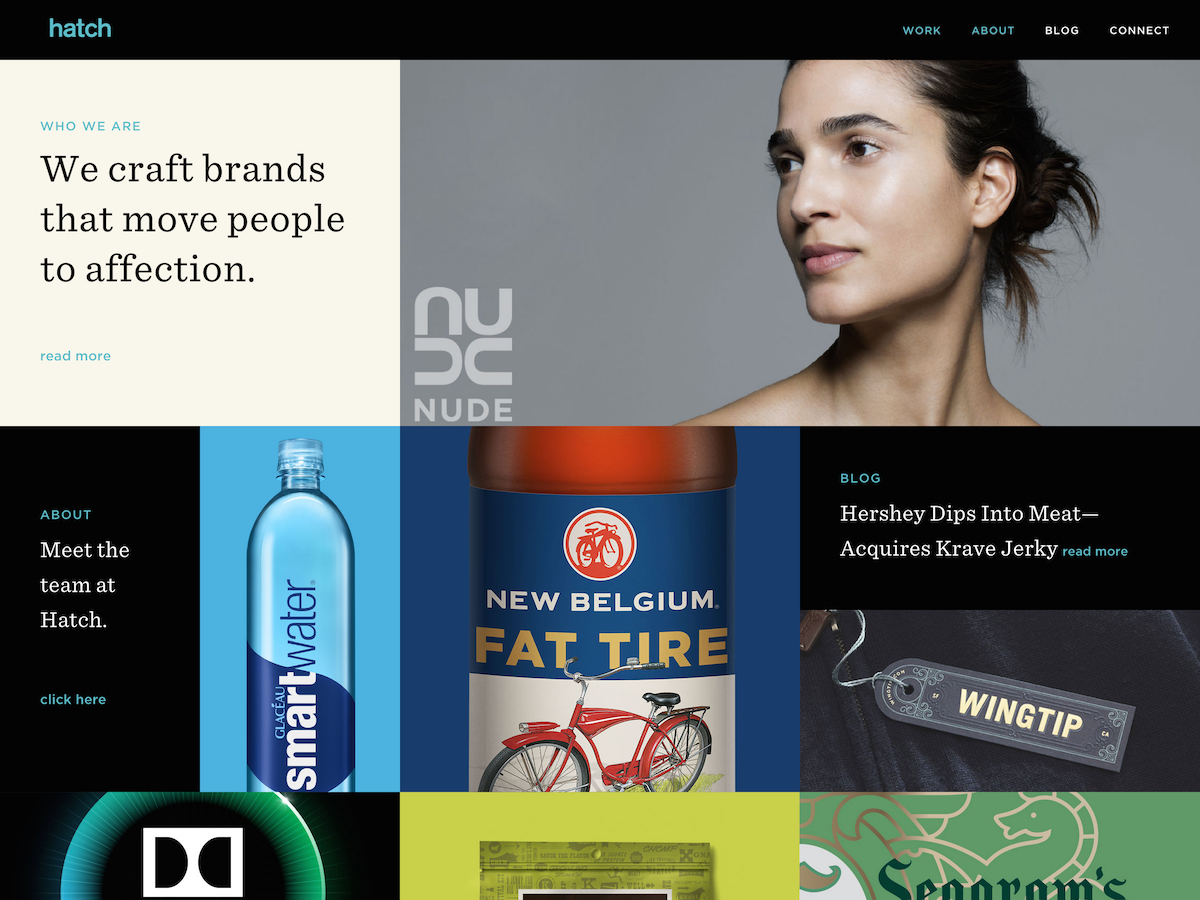 hatch
WORK
ABOUT
BLOG
CONNECT
WHO WE ARE
We craft brands
that move people
to affection.
read more
NUDE
ABOUT
Meet the
team at
Hatch.
click here
GLACÉAU
smartwater®
NEW BELGIUM®
FAT TIRE
BLOG
Hershey Dips Into Meat—
Acquires Krave Jerky read more
SF
WINGTIP
CA
Seagram's